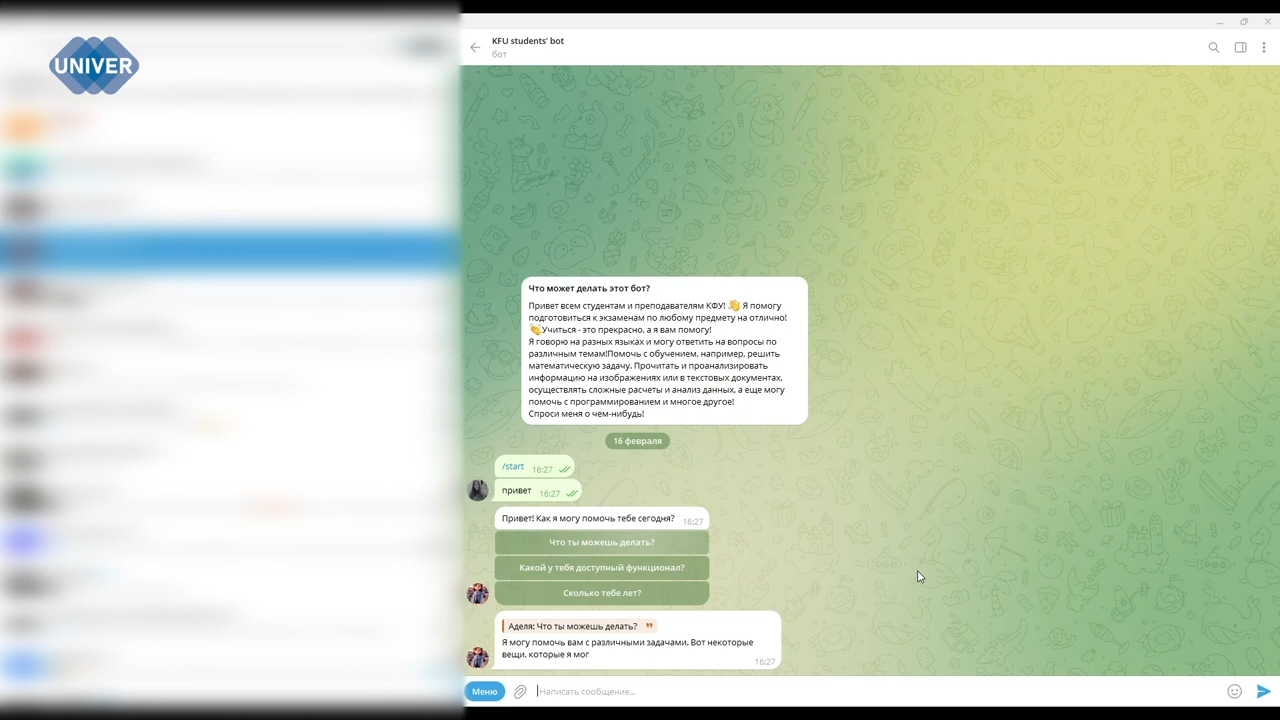 UNIVER
KFU students' bot
бот
Что может делать этот бот?
Привет всем студентам и преподавателям КФУ! 👋 Я помогу
подготовиться к экзаменам по любому предмету на отлично!
👏Учиться - это прекрасно, а я вам помогу!
Я говорю на разных языках и могу ответить на вопросы по
различным темам!Помочь с обучением, например, решить
математическую задачу. Прочитать и проанализировать
информацию на изображениях или в текстовых документах,
осуществлять сложные расчеты и анализ данных, а еще могу
помочь с программированием и многое другое!
Спроси меня о чем-нибудь!
16 февраля
/start 16:27
привет 16:27
Привет! Как я могу помочь тебе сегодня? 16:27
Что ты можешь делать?
Какой у тебя доступный функционал?
Сколько тебе лет?
Аделя: Что ты можешь делать?
Я могу помочь вам с различными задачами. Вот некоторые
вещи, которые я мог
16:27
Меню Написать сообщение...